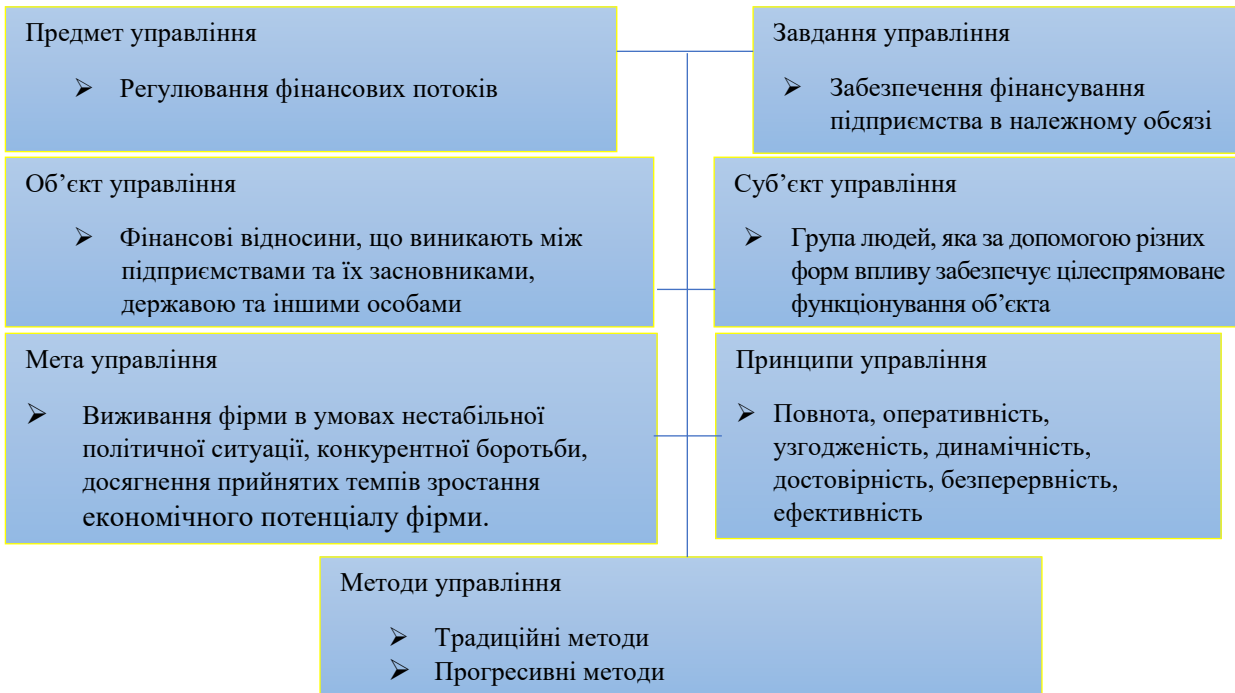 Предмет управління
➢ Регулювання фінансових потоків
Завдання управління
➢ Забезпечення фінансування
підприємства в належному обсязі
Об’єкт управління
➢ Фінансові відносини, що виникають між
підприємствами та їх засновниками,
державою та іншими особами
Суб’єкт управління
➢ Група людей, яка за допомогою різних
форм впливу забезпечує цілеспрямоване
функціонування об’єкта
Мета управління
➢ Виживання фірми в умовах нестабільної
політичної ситуації, конкурентної боротьби,
досягнення прийнятих темпів зростання
економічного потенціалу фірми.
Принципи управління
➢ Повнота, оперативність,
узгодженість, динамічність,
достовірність, безперервність,
ефективність
Методи управління
➢ Традиційні методи
➢ Прогресивні методи